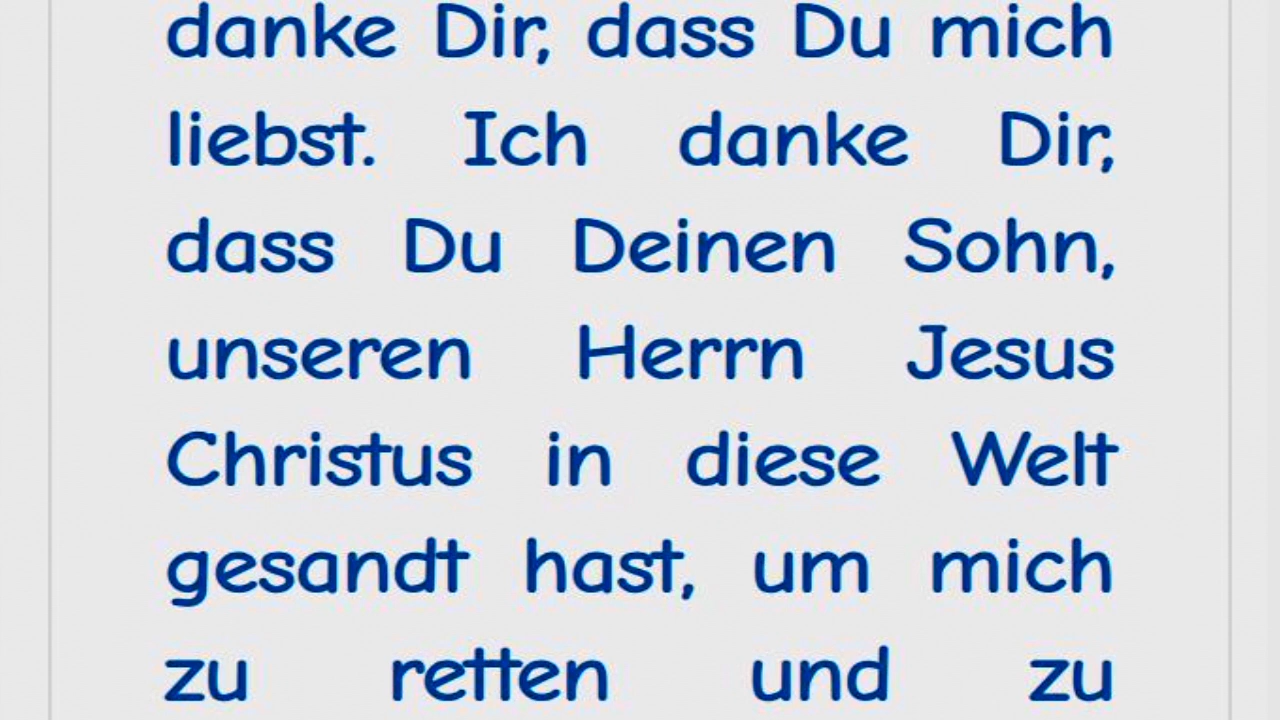 danke Dir, dass Du mich
liebst. Ich danke Dir,
dass Du Deinen Sohn,
unseren Herrn Jesus
Christus in diese Welt
gesandt hast, um mich
zu retten und zu